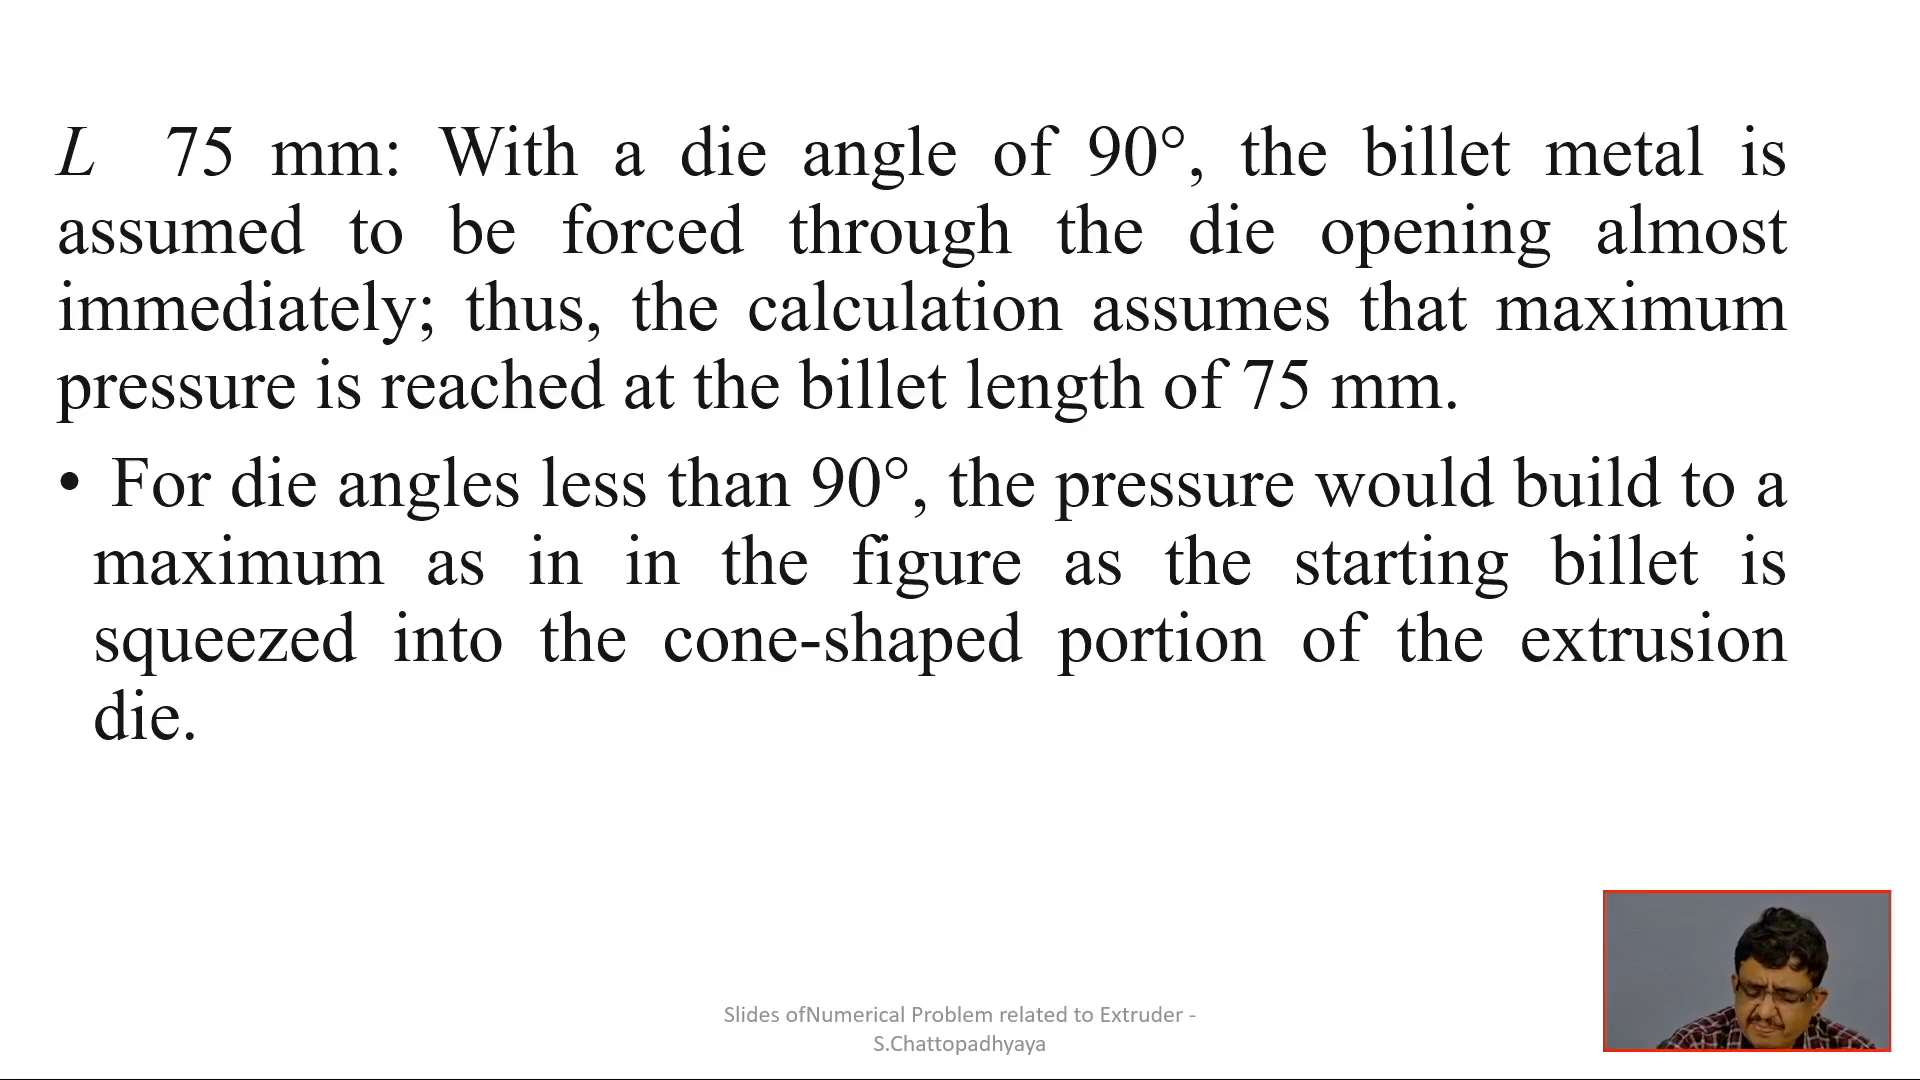 L 75 mm: With a die angle of 90°, the billet metal is
assumed to be forced through the die opening almost
immediately; thus, the calculation assumes that maximum
pressure is reached at the billet length of 75 mm.
• For die angles less than 90°, the pressure would build to a
maximum as in in the figure as the starting billet is
squeezed into the cone-shaped portion of the extrusion
die.
Slides ofNumerical Problem related to Extruder -
S.Chattopadhyaya